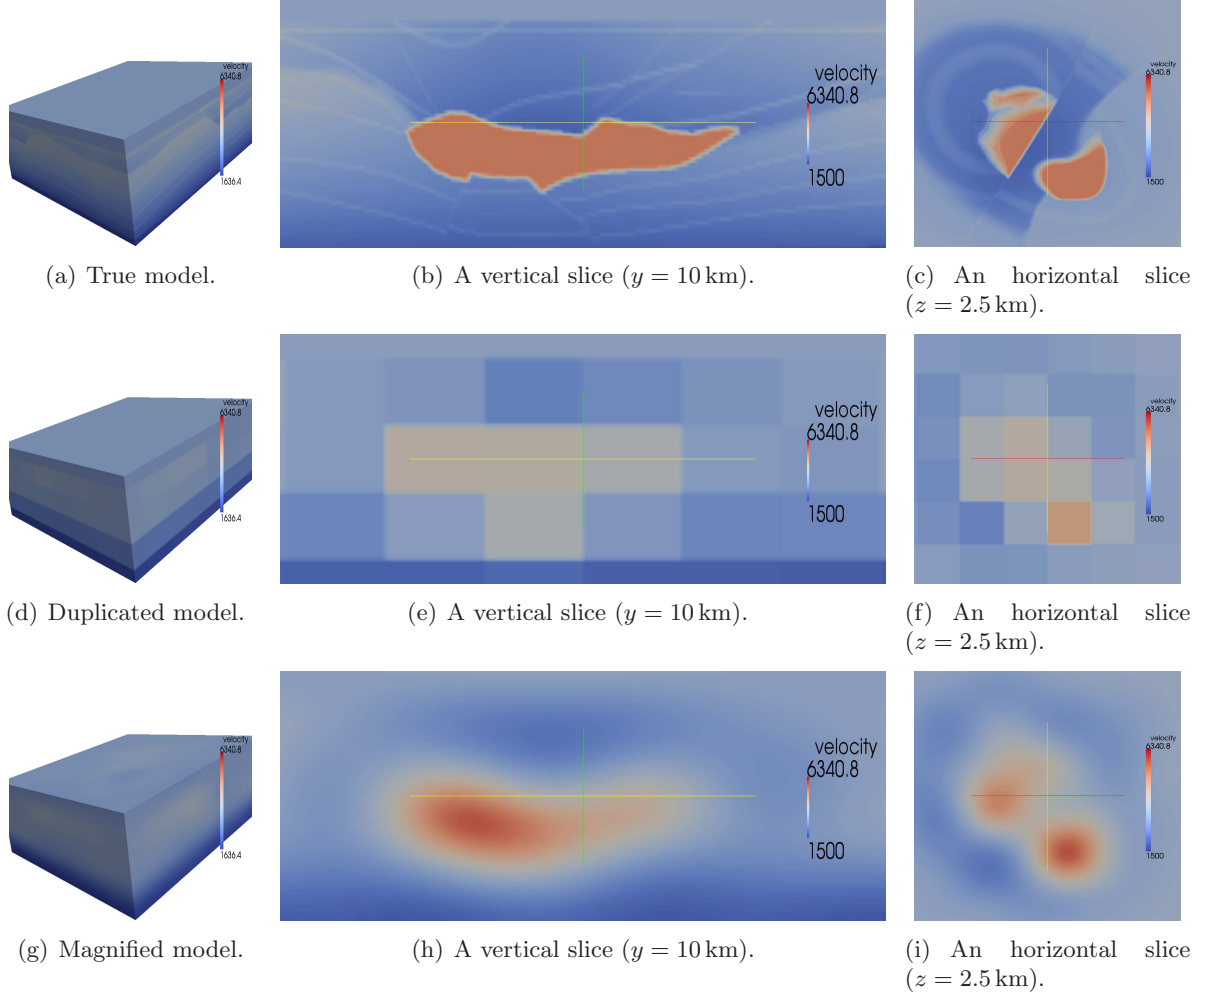 velocity
6340.8
1636.4
velocity
6340.8
1500
velocity
6340.8
1500
(a) True model.
(b) A vertical slice (y = 10 km).
(c) An horizontal slice
(z = 2.5 km).
velocity
6340.8
1636.4
velocity
6340.8
1500
velocity
6340.8
1500
(d) Duplicated model.
(e) A vertical slice (y = 10 km).
(f) An horizontal slice
(z = 2.5 km).
velocity
6340.8
1636.4
velocity
6340.8
1500
velocity
6340.8
1500
(g) Magnified model.
(h) A vertical slice (y = 10 km).
(i) An horizontal slice
(z = 2.5 km).